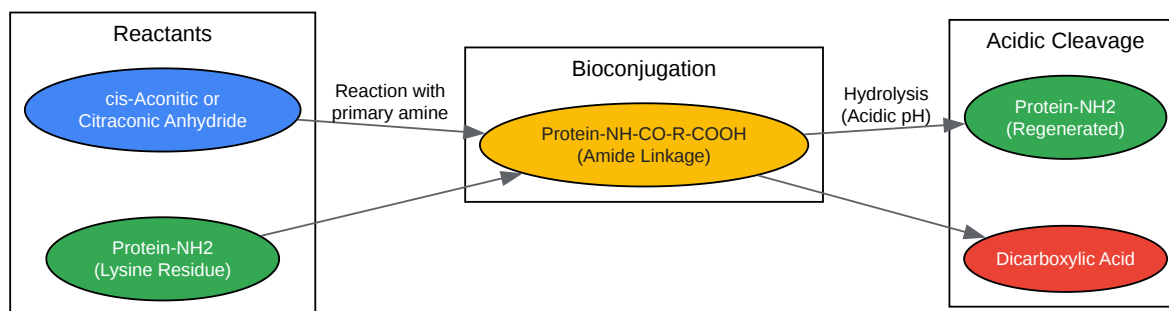 Reactants
cis-Aconitic or
Citraconic Anhydride
Protein-NH2
(Lysine Residue)
Reaction with
primary amine
Bioconjugation
Protein-NH-CO-R-COOH
(Amide Linkage)
Hydrolysis
(Acidic pH)
Acidic Cleavage
Protein-NH2
(Regenerated)
Dicarboxylic Acid